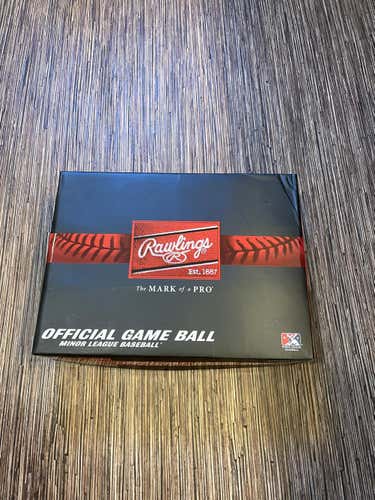 Rawlings
R
Est. 1887
The MARK of a PRO
OFFICIAL GAME BALL
MINOR LEAGUE BASEBALL